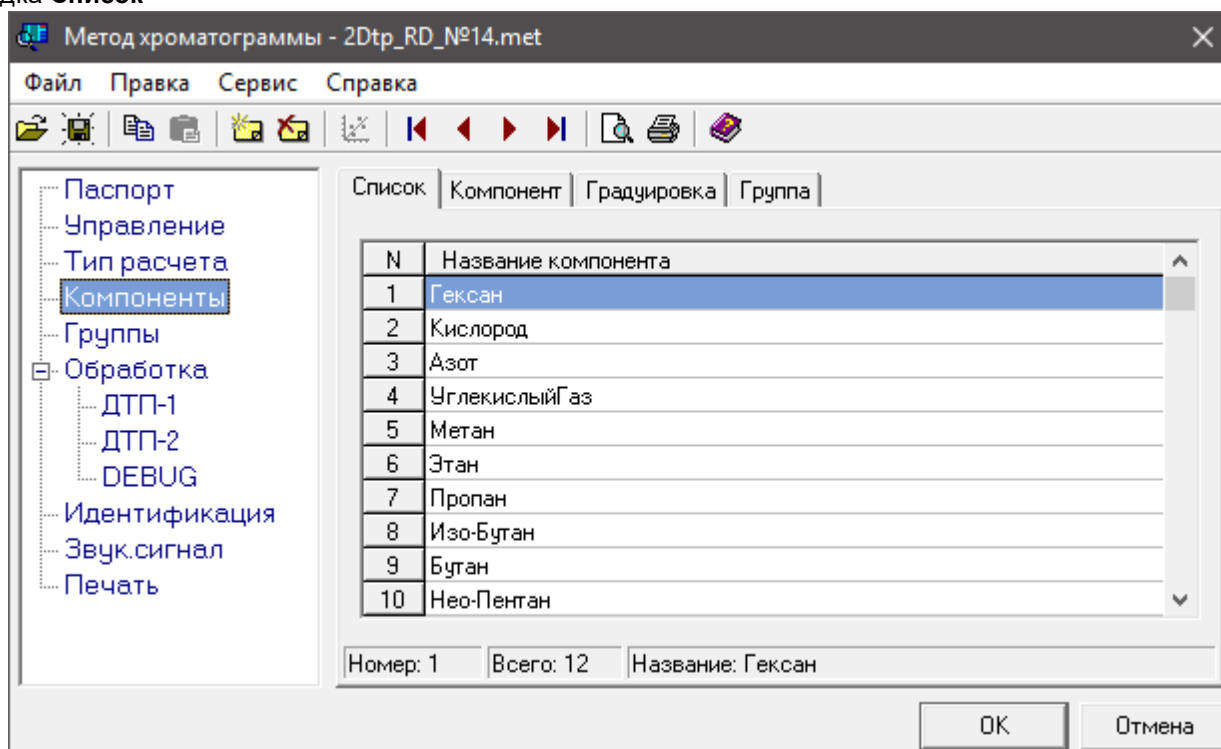 дка Список
Метод хроматограммы - 2Dtp_RD_№14.met
Файл Правка Сервис Справка
Паспорт
Управление
Тип расчета
Компоненты
Группы
Обработка
ДТП-1
ДТП-2
DEBUG
Идентификация
Звук.сигнал
Печать
Список Компонент Градуировка Группа
N Название компонента
1 Гексан
2 Кислород
3 Азот
4 УглекислыйГаз
5 Метан
6 Этан
7 Пропан
8 Изо-Бутан
9 Бутан
10 Нео-Пентан
Номер: 1 Всего: 12 Название: Гексан
OK Отмена